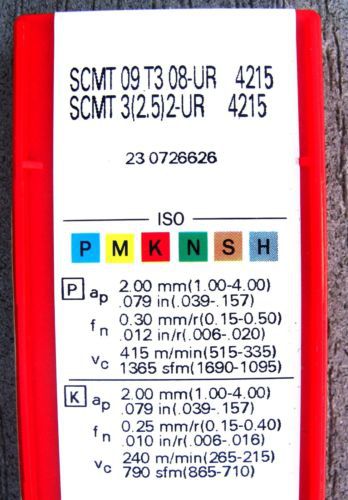 SCMT 09 T3 08-UR 4215
SCMT 3(2.5)2-UR 4215
23 0726626
ISO
P M K N S H
P ap 2.00 mm(1.00-4.00)
.079 in(.039-.157)
fn 0.30 mm/r(0.15-0.50)
.012 in/r(.006-.020)
vc 415 m/min(515-335)
1365 sfm(1690-1095)
K ap 2.00 mm(1.00-4.00)
.079 in(.039-.157)
fn 0.25 mm/r(0.15-0.40)
.010 in/r(.006-.016)
vc 240 m/min(265-215)
790 sfm(865-710)